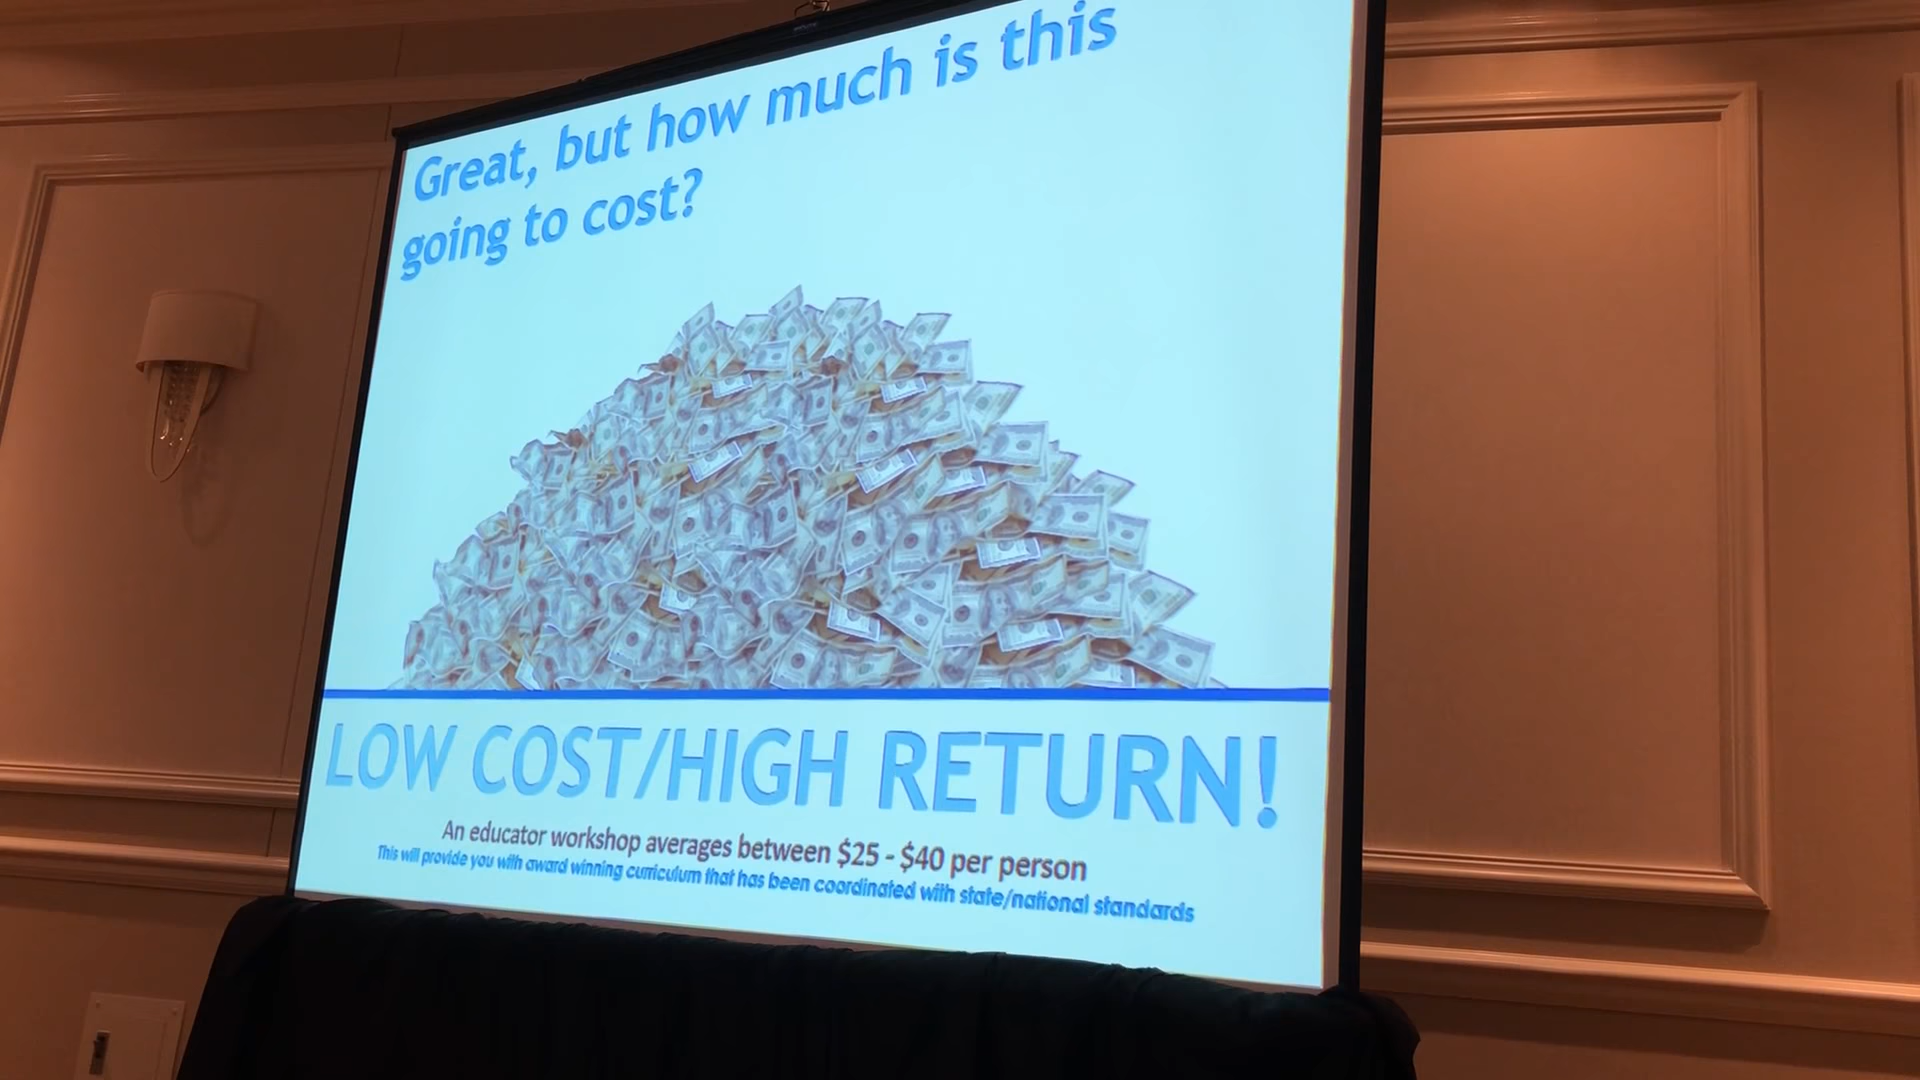 Great, but how much is this
going to cost?
LOW COST/HIGH RETURN!
An educator workshop averages between $25 - $40 per person
This will provide you with award winning curriculum that has been coordinated with state/national standards